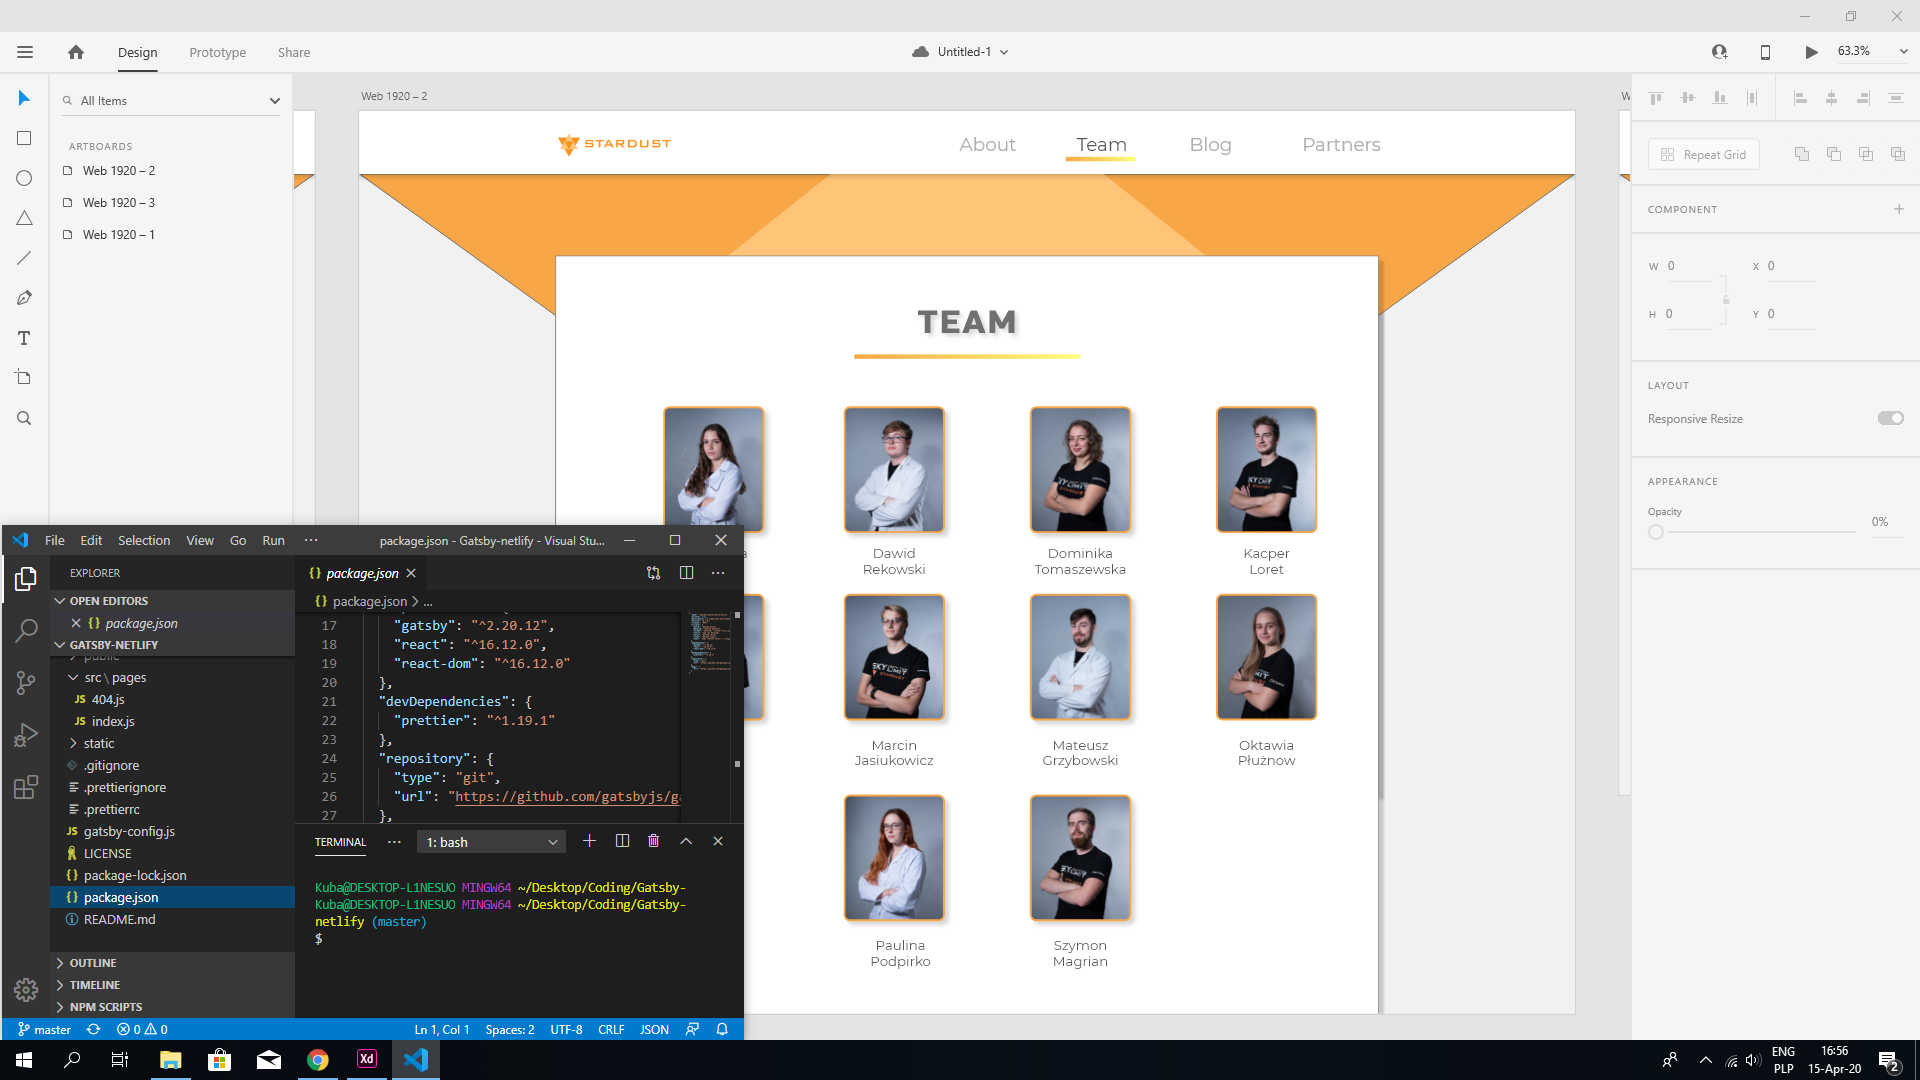 Design
Prototype
Share
Untitled-1
63.3%
All Items
ARTBOARDS
Web 1920 – 2
Web 1920 – 3
Web 1920 – 1
Web 1920 – 2
W
STARDUST
About
Team
Blog
Partners
TEAM
a
Dawid
Rekowski
Dominika
Tomaszewska
Kacper
Loret
Marcin
Jasiukowicz
Mateusz
Grzybowski
Oktawia
Płużnow
Paulina
Podpirko
Szymon
Magrian
Repeat Grid
COMPONENT
W 0
X 0
H 0
Y 0
LAYOUT
Responsive Resize
APPEARANCE
Opacity
0%
File Edit Selection View Go Run ···
package.json - Gatsby-netlify - Visual Stu...
EXPLORER
OPEN EDITORS
{} package.json
GATSBY-NETLIFY
public
src \ pages
JS 404.js
JS index.js
static
.gitignore
.prettierignore
.prettierrc
JS gatsby-config.js
LICENSE
{} package-lock.json
{} package.json
README.md
OUTLINE
TIMELINE
NPM SCRIPTS
{} package.json
{} package.json > ...
17 "gatsby": "^2.20.12",
18 "react": "^16.12.0",
19 "react-dom": "^16.12.0"
20 },
21 "devDependencies": {
22 "prettier": "^1.19.1"
23 },
24 "repository": {
25 "type": "git",
26 "url": "https://github.com/gatsbyjs/ga
27 },
TERMINAL
··· 1: bash
Kuba@DESKTOP-L1NESUO MINGW64 ~/Desktop/Coding/Gatsby-
Kuba@DESKTOP-L1NESUO MINGW64 ~/Desktop/Coding/Gatsby-
netlify (master)
$
master
0 0
Ln 1, Col 1
Spaces: 2
UTF-8
CRLF
JSON
Xd
ENG
PLP
16:56
15-Apr-20
2